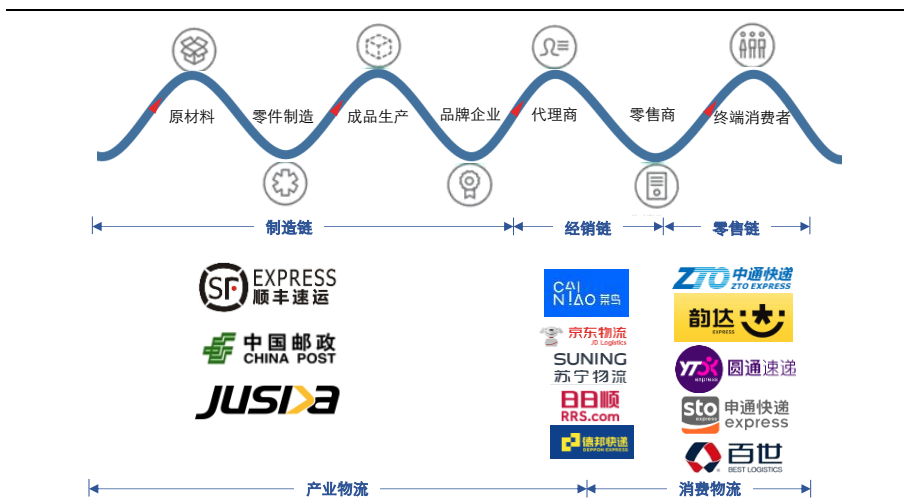 原材料
零件制造
成品生产
品牌企业
代理商
零售商
终端消费者
制造链
经销链
零售链
SF EXPRESS
顺丰速运
中国邮政
CHINA POST
JUSDA
CAI
NIAO 菜鸟
京东物流
JD Logistics
SUNING
苏宁物流
日日顺
RRS.com
德邦快递
DEPPON EXPRESS
ZTO 中通快递
ZTO EXPRESS
韵达
EXPRESS
YTO
express
圆通速递
sto
express
申通快递
express
百世
BEST LOGISTICS
产业物流
消费物流